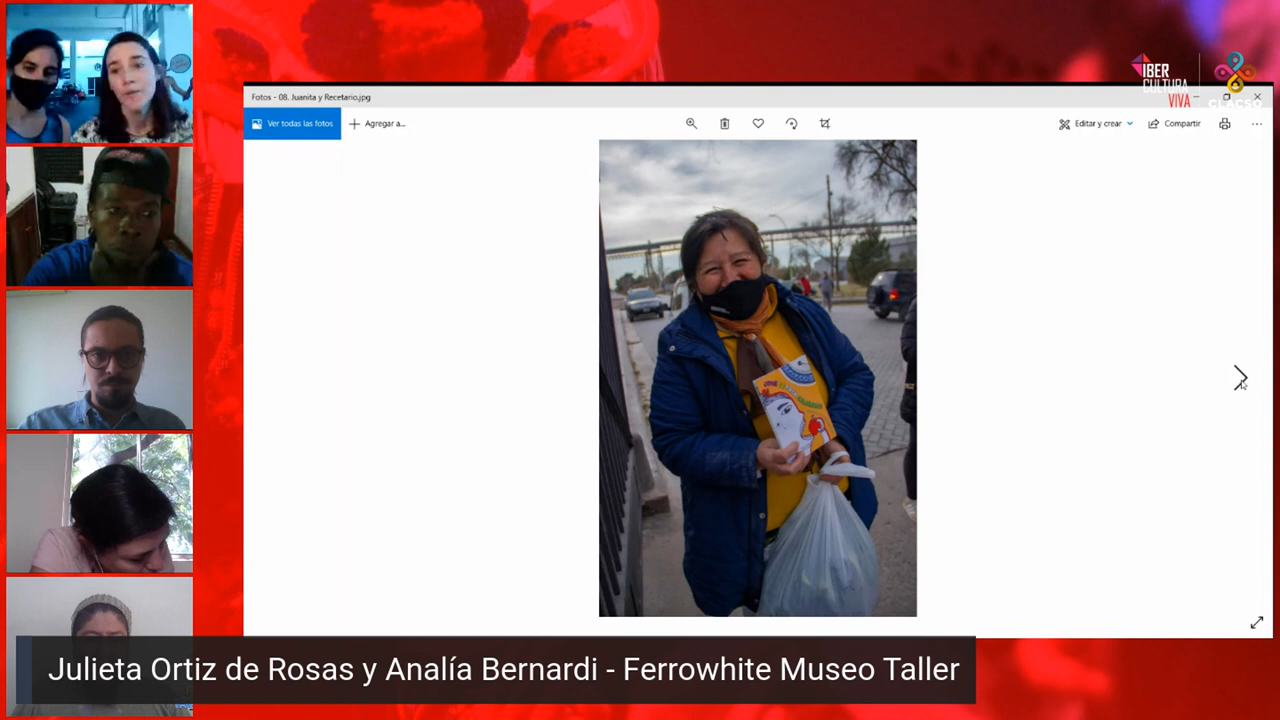 IBER
CULTURA
VIVA
CLACSO
Fotos - 08. Juanita y Recetario.jpg
Ver todas las fotos
Agregar a...
Editar y crear
Compartir
Julieta Ortiz de Rosas y Analía Bernardi - Ferrowhite Museo Taller